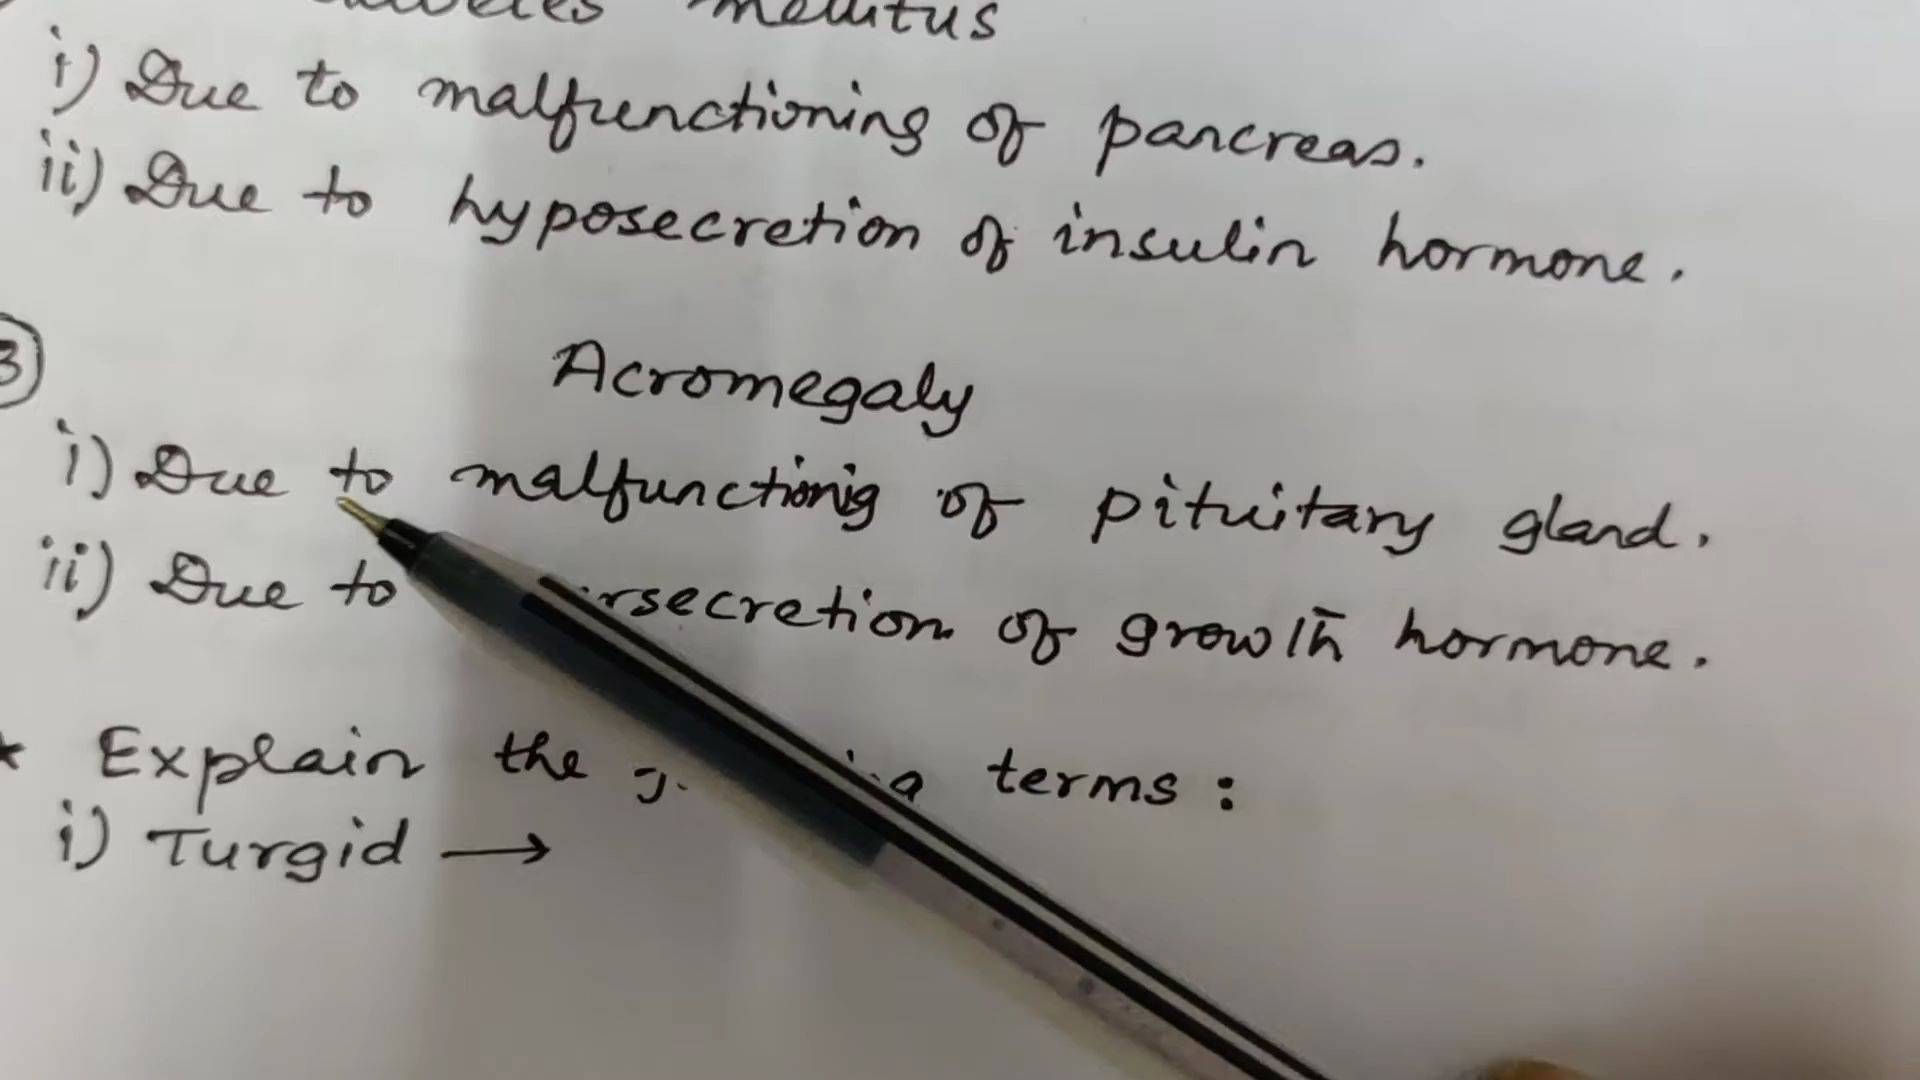 mellitus
i) Due to malfunctioning of pancreas.
ii) Due to hyposecretion of insulin hormone.
3
Acromegaly
i) Due to malfunctionig of pituitary gland.
ii) Due to of growth hormone.
* Explain the terms :
i) Turgid →